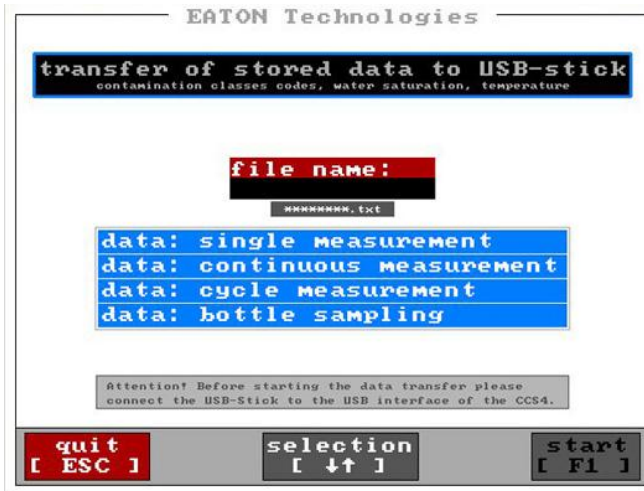 EATON Technologies
transfer of stored data to USB-stick
contamination classes codes, water saturation, temperature
file name:
********.txt
data: single measurement
data: continuous measurement
data: cycle measurement
data: bottle sampling
Attention! Before starting the data transfer please
connect the USB-Stick to the USB interface of the CCS4.
quit
[ ESC ]
selection
[ ↓↑ ]
start
[ F1 ]